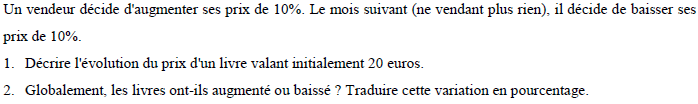 Un vendeur décide d'augmenter ses prix de 10%. Le mois suivant (ne vendant plus rien), il décide de baisser ses
prix de 10%.
1. Décrire l'évolution du prix d'un livre valant initialement 20 euros.
2. Globalement, les livres ont-ils augmenté ou baissé ? Traduire cette variation en pourcentage.